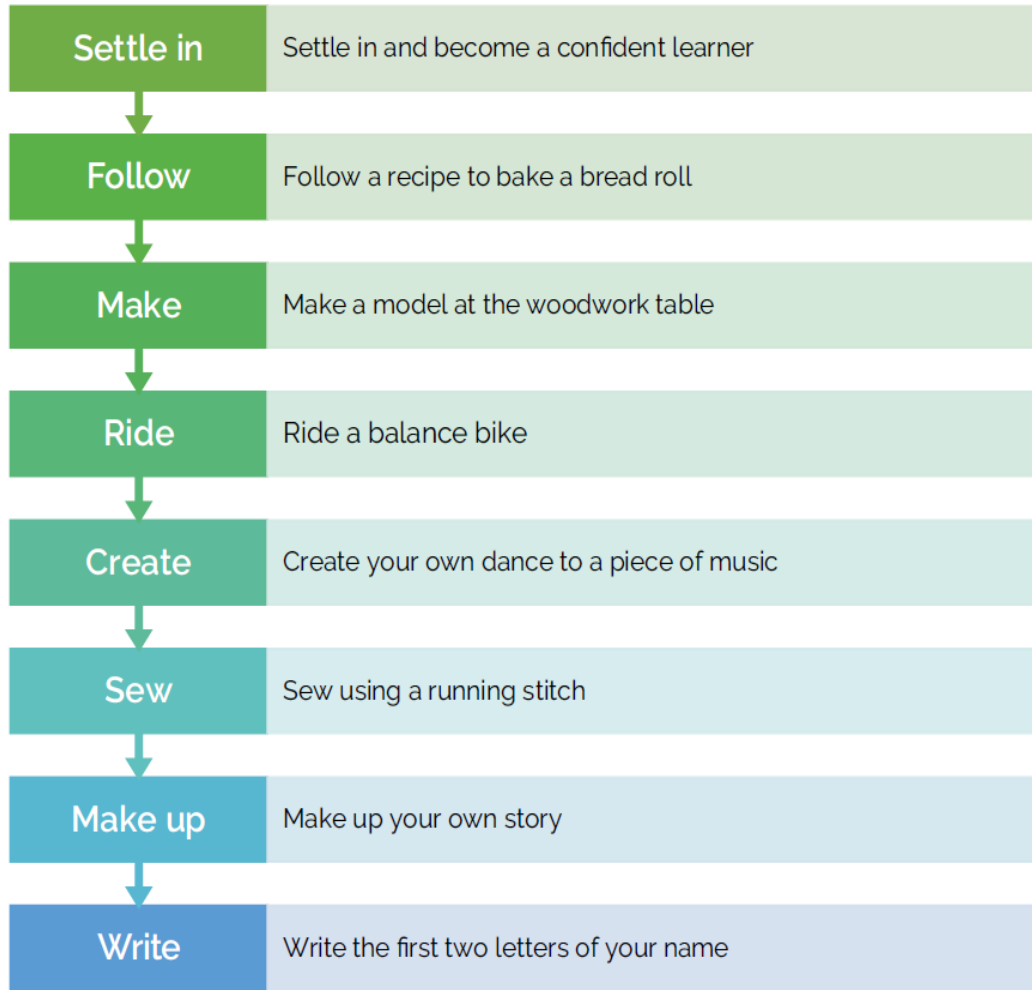 Settle in
Settle in and become a confident learner
Follow
Follow a recipe to bake a bread roll
Make
Make a model at the woodwork table
Ride
Ride a balance bike
Create
Create your own dance to a piece of music
Sew
Sew using a running stitch
Make up
Make up your own story
Write
Write the first two letters of your name